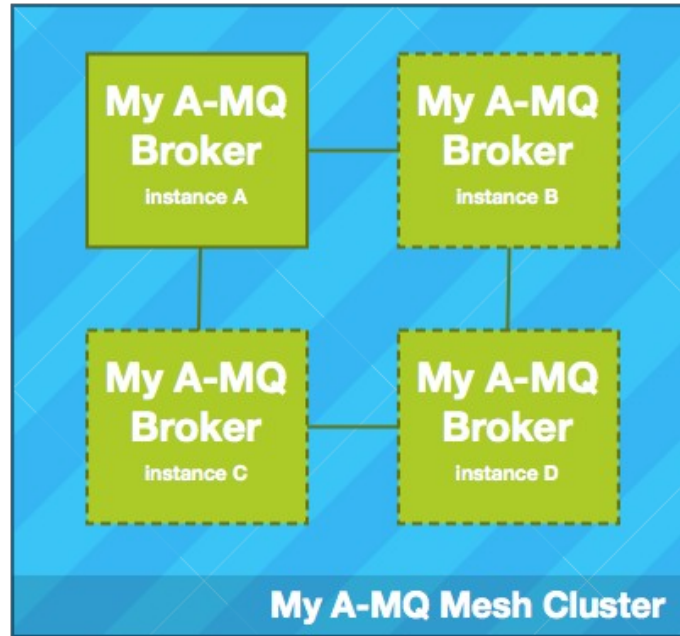 My A-MQ
Broker
instance A
My A-MQ
Broker
instance B
My A-MQ
Broker
instance C
My A-MQ
Broker
instance D
My A-MQ Mesh Cluster